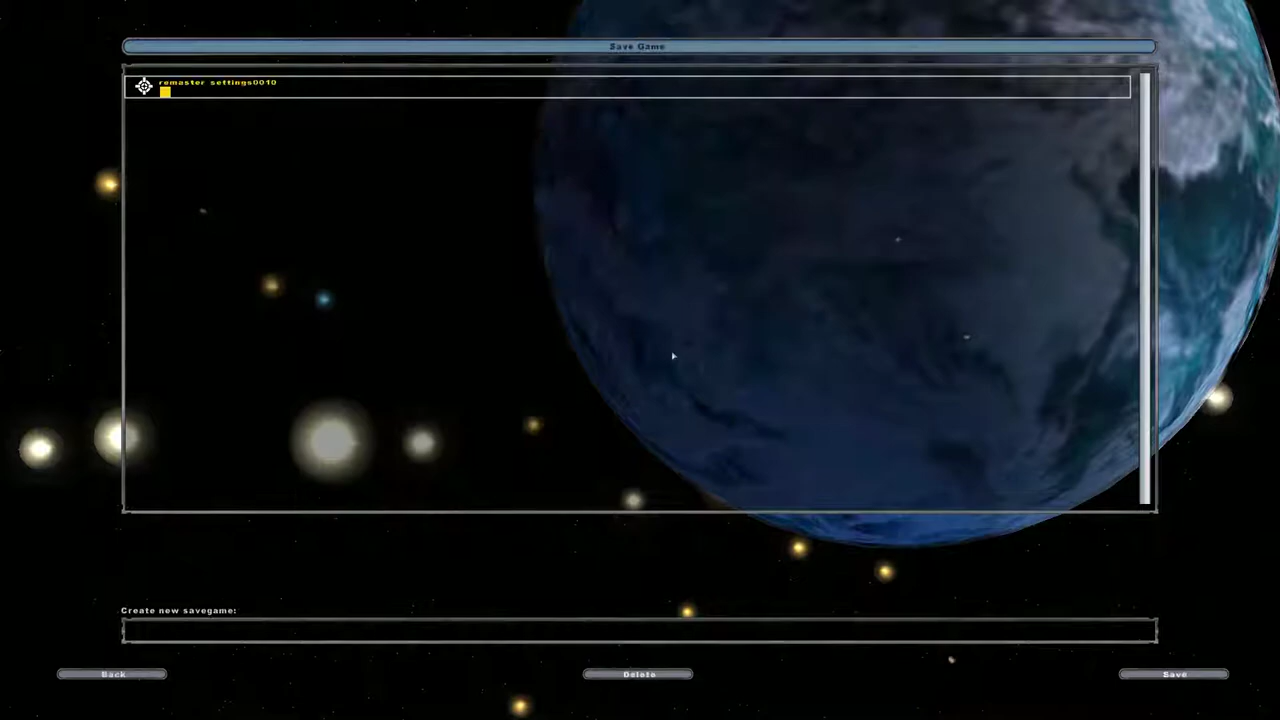 Save Game
remaster settings0010
Create new savegame:
Back
Delete
Save